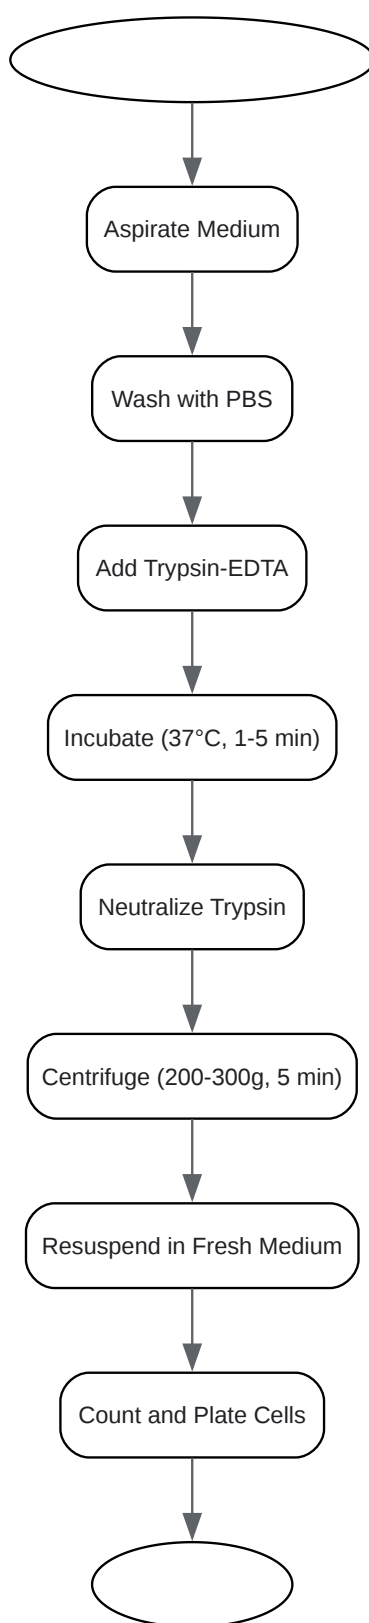 Aspirate Medium
Wash with PBS
Add Trypsin-EDTA
Incubate (37°C, 1-5 min)
Neutralize Trypsin
Centrifuge (200-300g, 5 min)
Resuspend in Fresh Medium
Count and Plate Cells